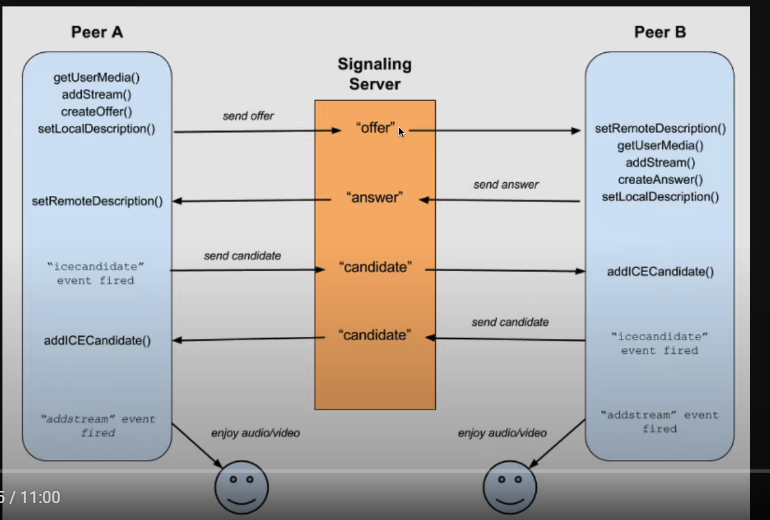 Peer A
Peer B
Signaling
Server
getUserMedia()
addStream()
createOffer()
setLocalDescription()
send offer
“offer”
setRemoteDescription()
getUserMedia()
addStream()
createAnswer()
setLocalDescription()
setRemoteDescription()
“answer”
send answer
“icecandidate”
event fired
send candidate
“candidate”
addICECandidate()
addICECandidate()
“candidate”
send candidate
“icecandidate”
event fired
“addstream” event
fired
enjoy audio/video
enjoy audio/video
“addstream” event
fired
/ 11:00